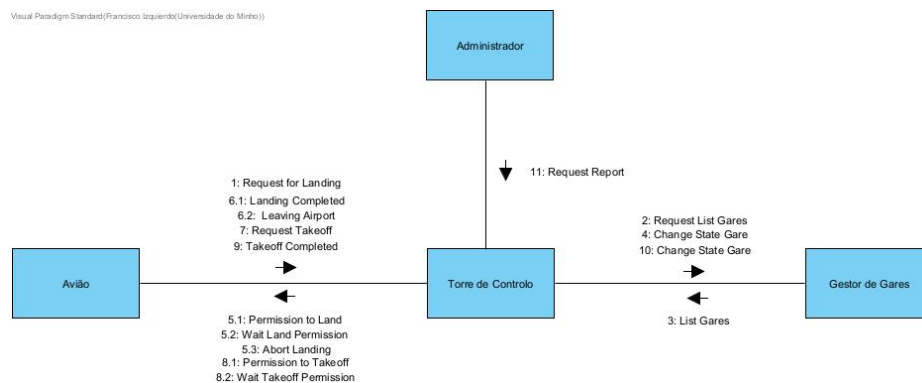 Visual Paradigm Standard(Francisco Izquierdo(Universidade do Minho))
Administrador
11: Request Report
1: Request for Landing
6.1: Landing Completed
6.2: Leaving Airport
7: Request Takeoff
9: Takeoff Completed
2: Request List Gares
4: Change State Gare
10: Change State Gare
Avião
Torre de Controlo
Gestor de Gares
5.1: Permission to Land
5.2: Wait Land Permission
5.3: Abort Landing
8.1: Permission to Takeoff
8.2: Wait Takeoff Permission
3: List Gares